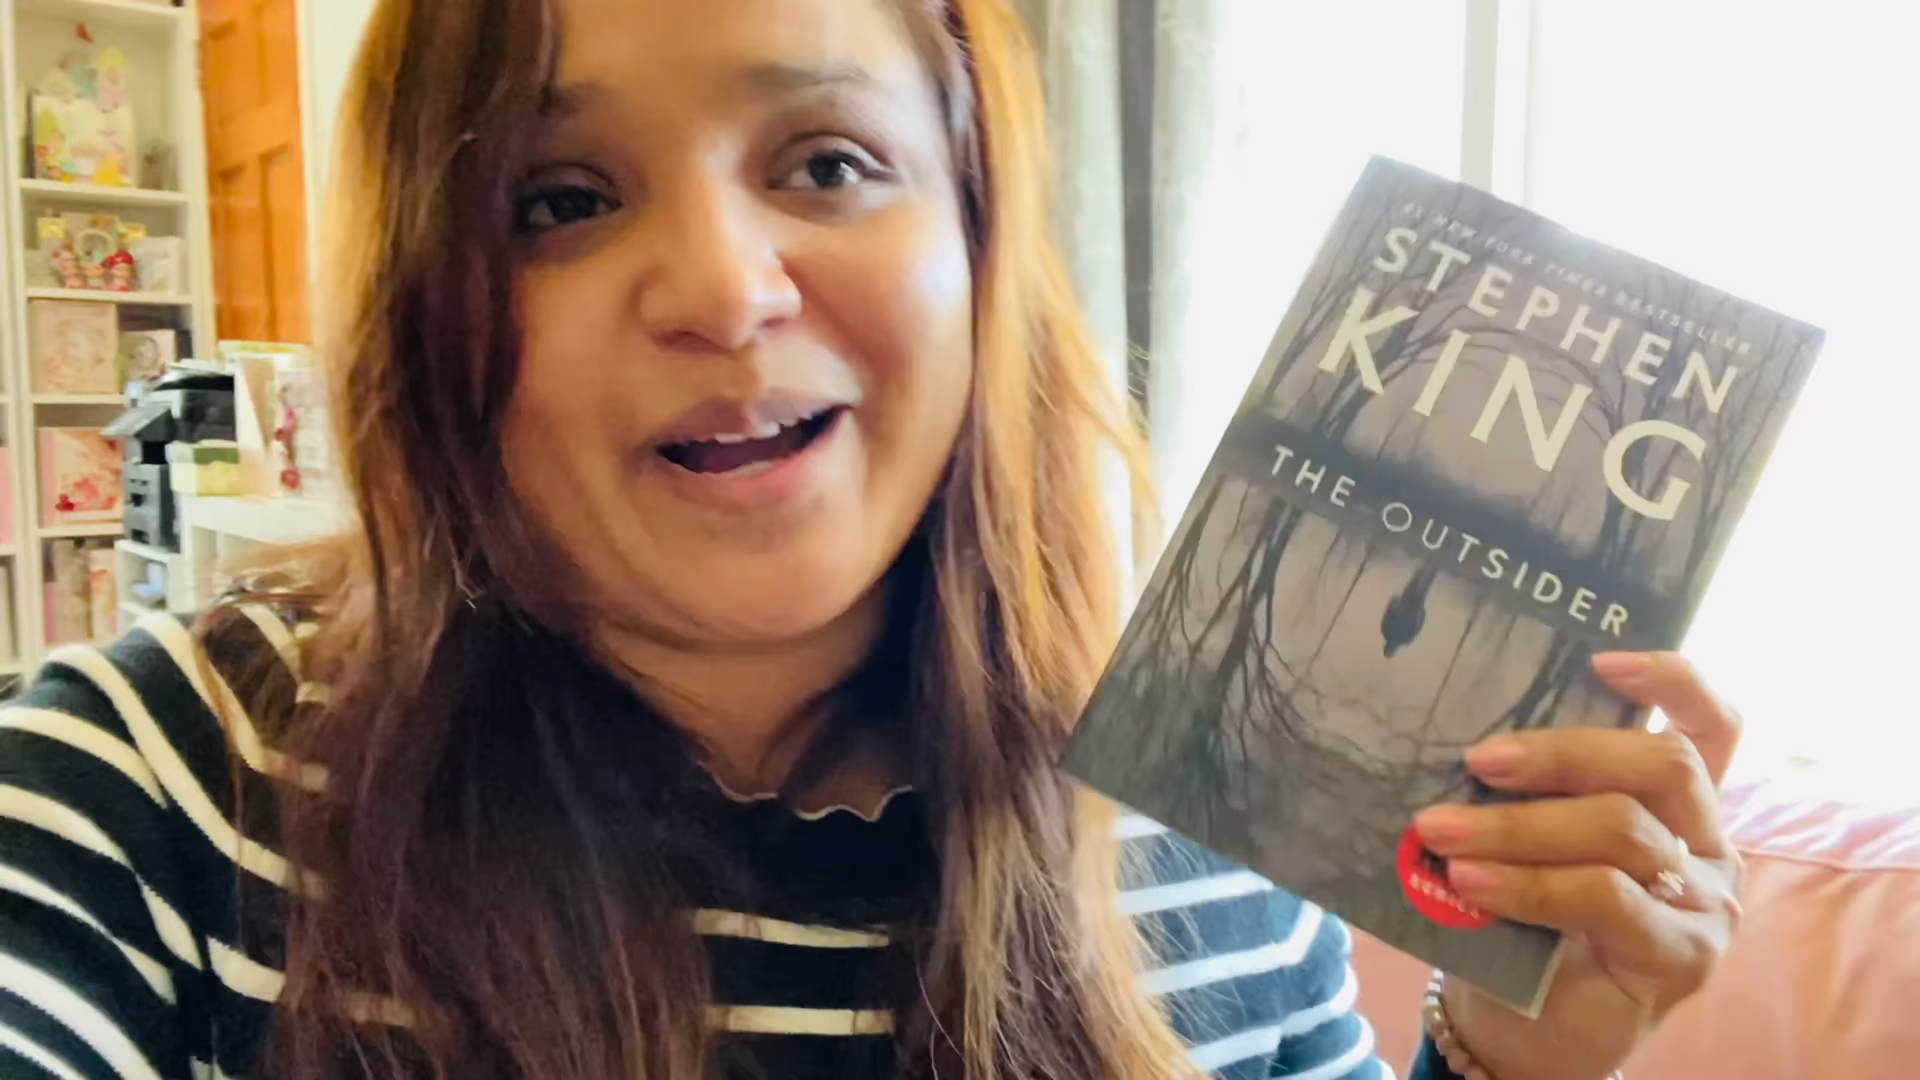 #1 NEW YORK TIMES BESTSELLER
STEPHEN
KING
THE OUTSIDER